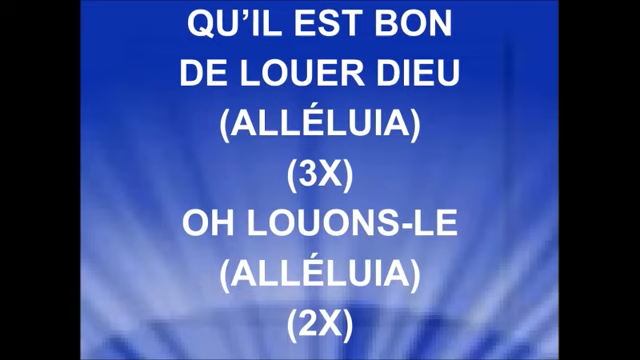 QU’IL EST BON
DE LOUER DIEU
(ALLÉLUIA)
(3X)
OH LOUONS-LE
(ALLÉLUIA)
(2X)